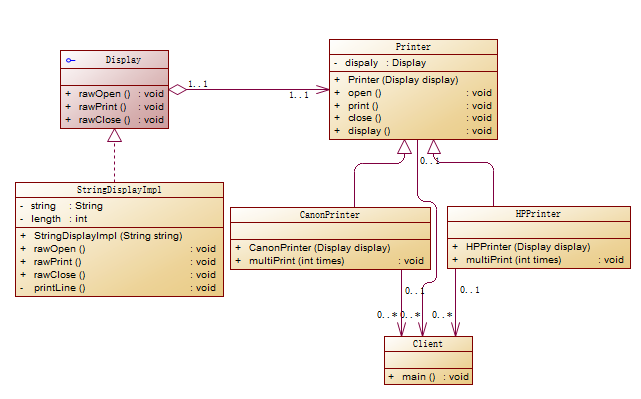 Display
+ rawOpen () : void
+ rawPrint () : void
+ rawClose () : void
1..1
1..1
Printer
- dispaly : Display
+ Printer (Display display)
+ open () : void
+ print () : void
+ close () : void
+ display () : void
0..1
StringDisplayImpl
- string : String
- length : int
+ StringDisplayImpl (String string)
+ rawOpen () : void
+ rawPrint () : void
+ rawClose () : void
- printLine () : void
CanonPrinter
+ CanonPrinter (Display display)
+ multiPrint (int times) : void
HPPrinter
+ HPPrinter (Display display)
+ multiPrint (int times) : void
0..1
0..1
0..*
0..*
0..*
Client
+ main () : void